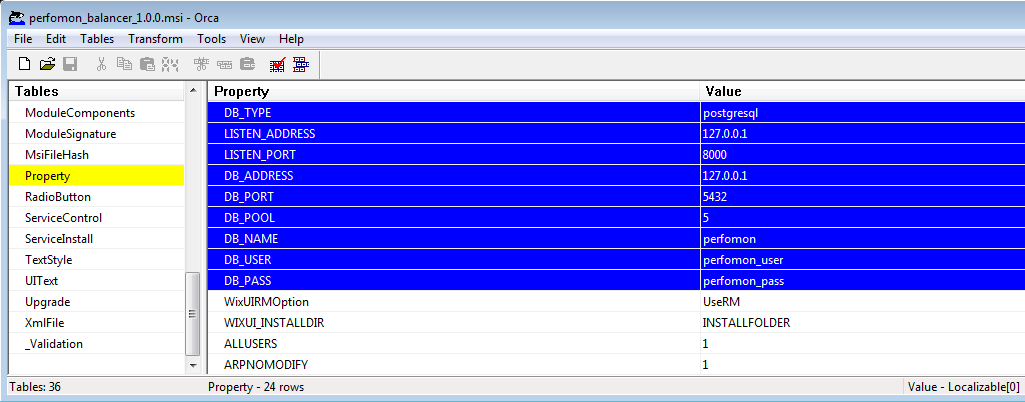 perfomon_balancer_1.0.0.msi - Orca
File Edit Tables Transform Tools View Help
Tables Property Value
ModuleComponents DB_TYPE postgresql
ModuleSignature LISTEN_ADDRESS 127.0.0.1
MsiFileHash LISTEN_PORT 8000
Property DB_ADDRESS 127.0.0.1
RadioButton DB_PORT 5432
ServiceControl DB_POOL 5
ServiceInstall DB_NAME perfomon
TextStyle DB_USER perfomon_user
UIText DB_PASS perfomon_pass
Upgrade WixUIRMOption UseRM
XmlFile WIXUI_INSTALLDIR INSTALLFOLDER
_Validation ALLUSERS 1
ARPNOMODIFY 1
Tables: 36 Property - 24 rows Value - Localizable[0]